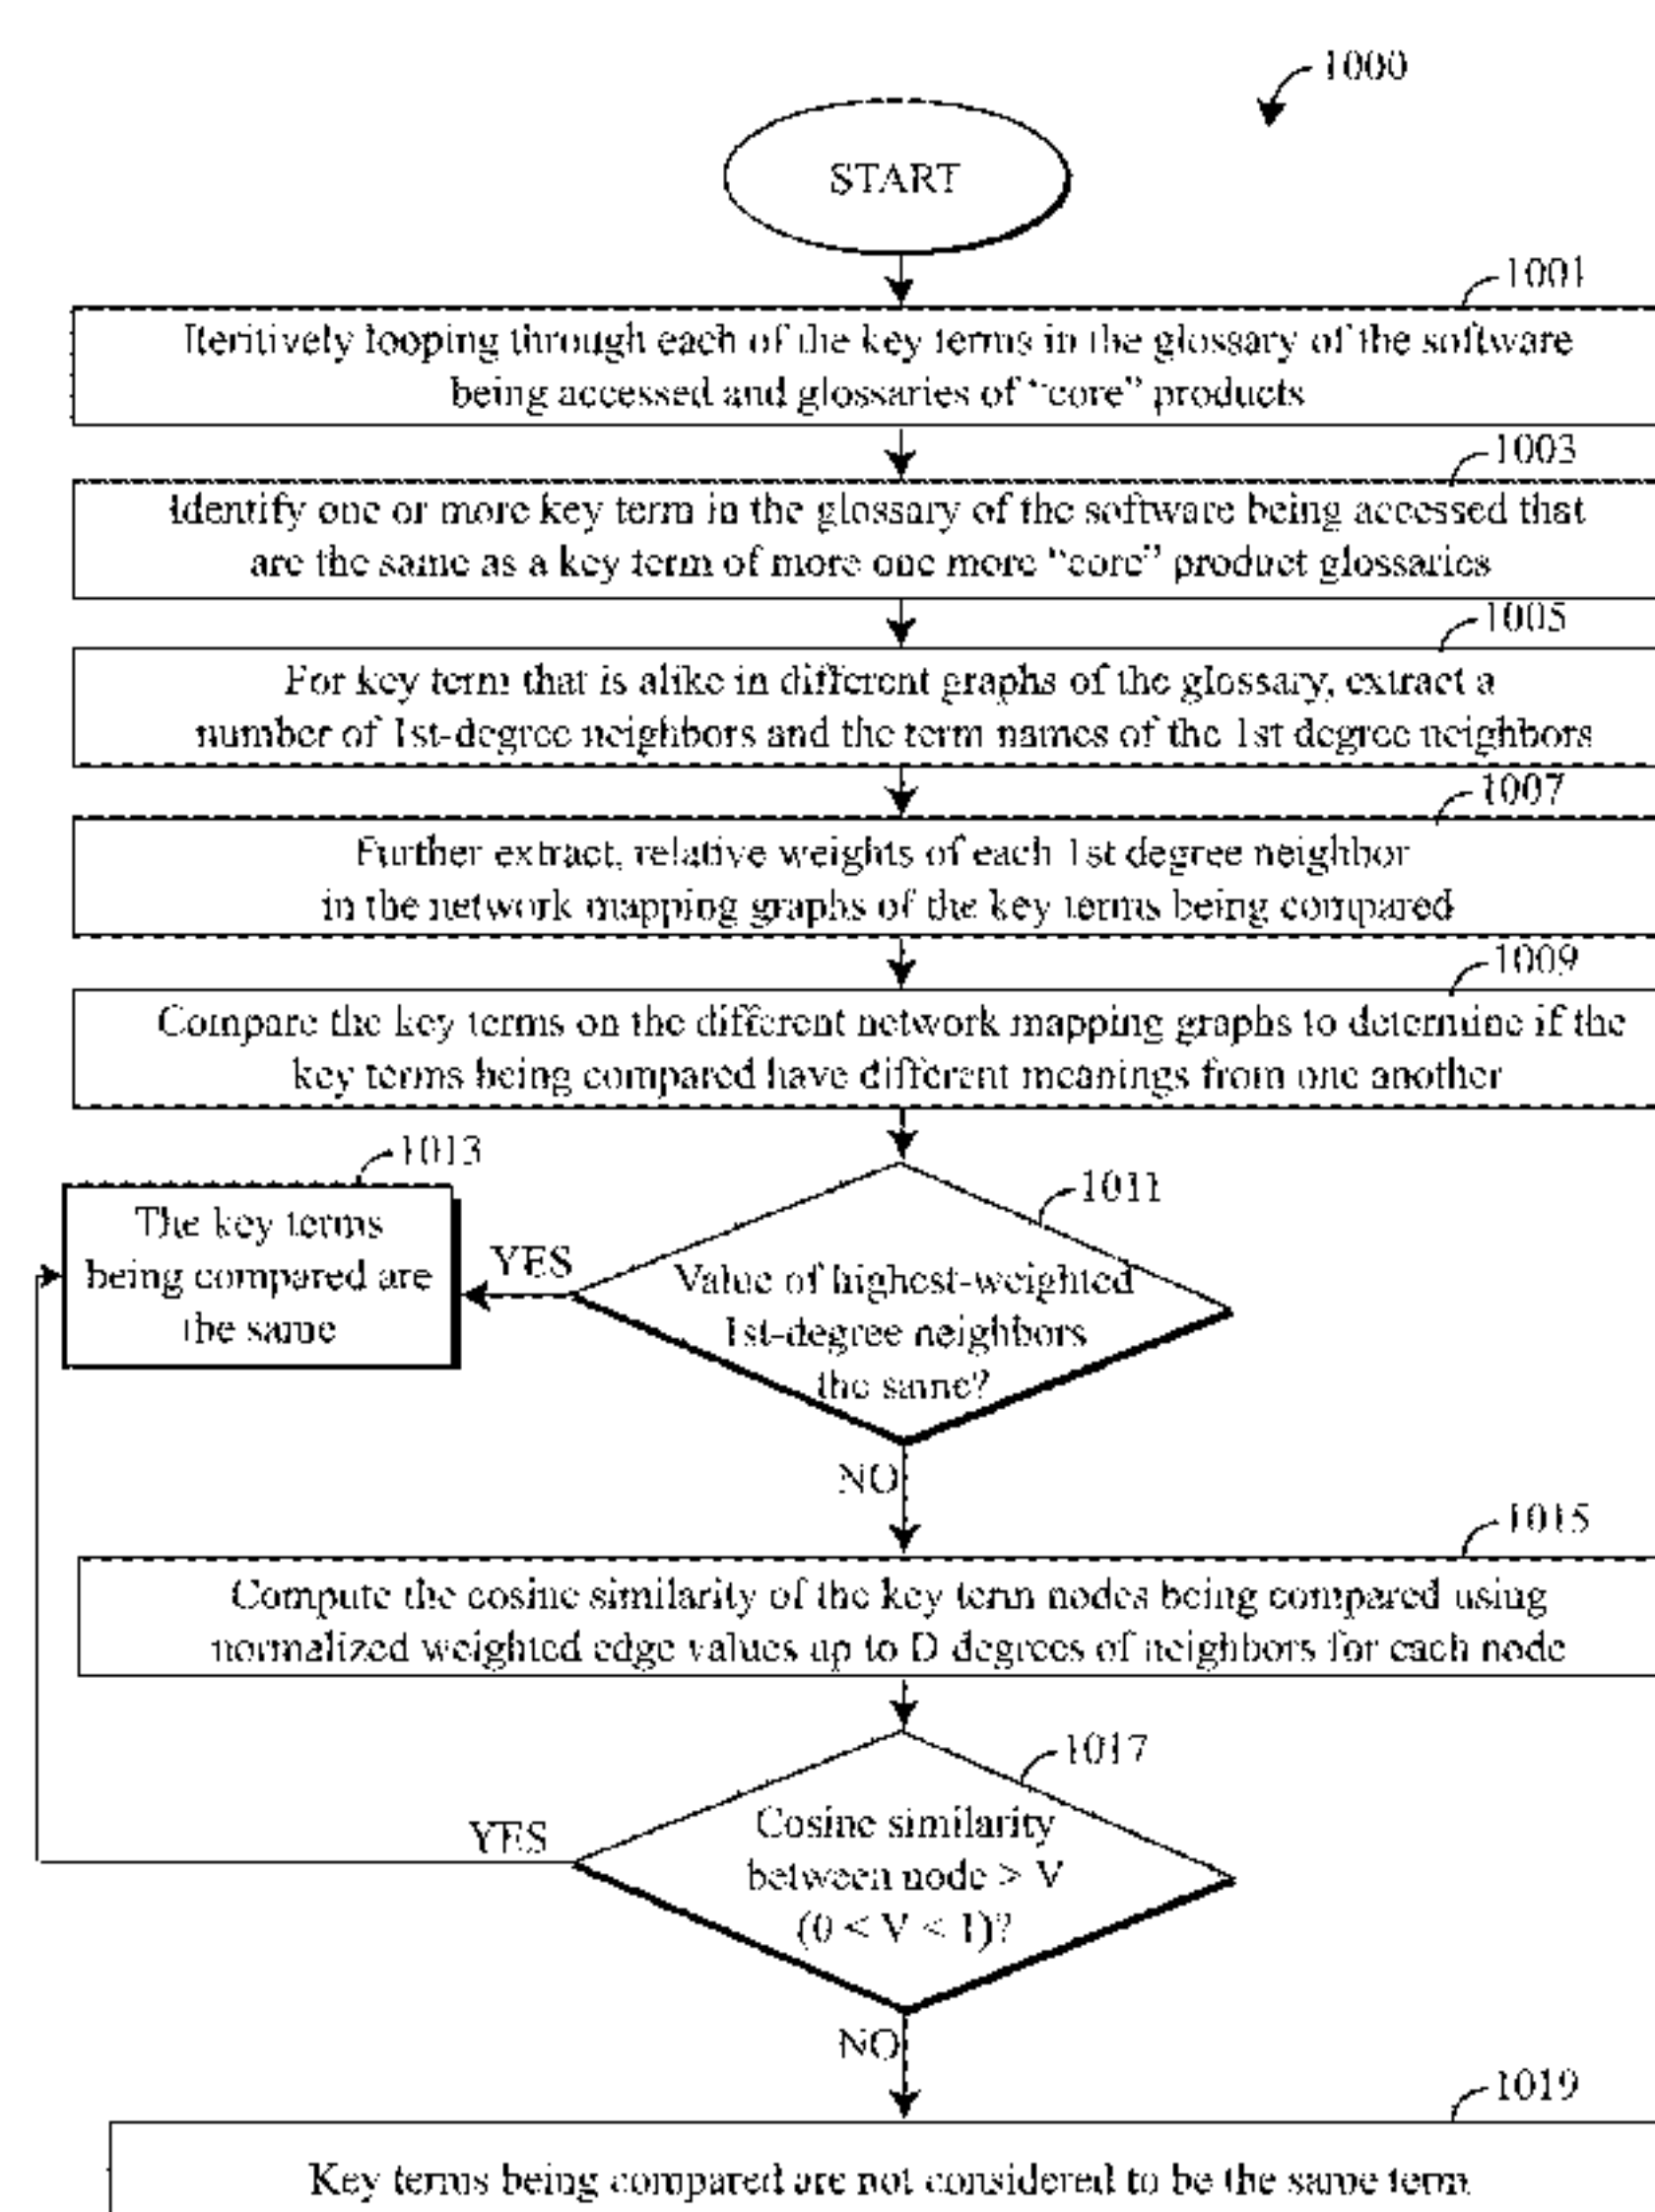 1000
START
1001
Iteritively looping through each of the key terms in the glossary of the software
being accessed and glossaries of “core” products
1003
Identify one or more key term in the glossary of the software being accessed that
are the same as a key term of more one more “core” product glossaries
1005
For key term that is alike in different graphs of the glossary, extract a
number of 1st-degree neighbors and the term names of the 1st degree neighbors
1007
Further extract, relative weights of each 1st degree neighbor
in the network mapping graphs of the key terms being compared
1009
Compare the key terms on the different network mapping graphs to determine if the
key terms being compared have different meanings from one another
1013
The key terms
being compared are
the same
YES
1011
Value of highest-weighted
1st-degree neighbors
the same?
NO
1015
Compute the cosine similarity of the key term nodes being compared using
normalized weighted edge values up to D degrees of neighbors for each node
1017
YES
Cosine similarity
between node > V
(0 < V < 1)?
NO
1019
Key terms being compared are not considered to be the same term